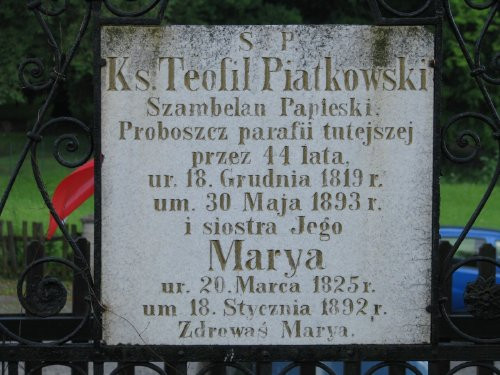 S P
Ks. Teofil Piątkowski
Szambelan Papieski.
Proboszcz parafii tutejszej
przez 44 lata,
ur. 18. Grudnia 1819 r.
um. 30 Maja 1893 r.
i siostra Jego
Marya
ur. 20. Marca 1825 r.
um 18. Stycznia 1892 r.
Zdrowaś Marya.